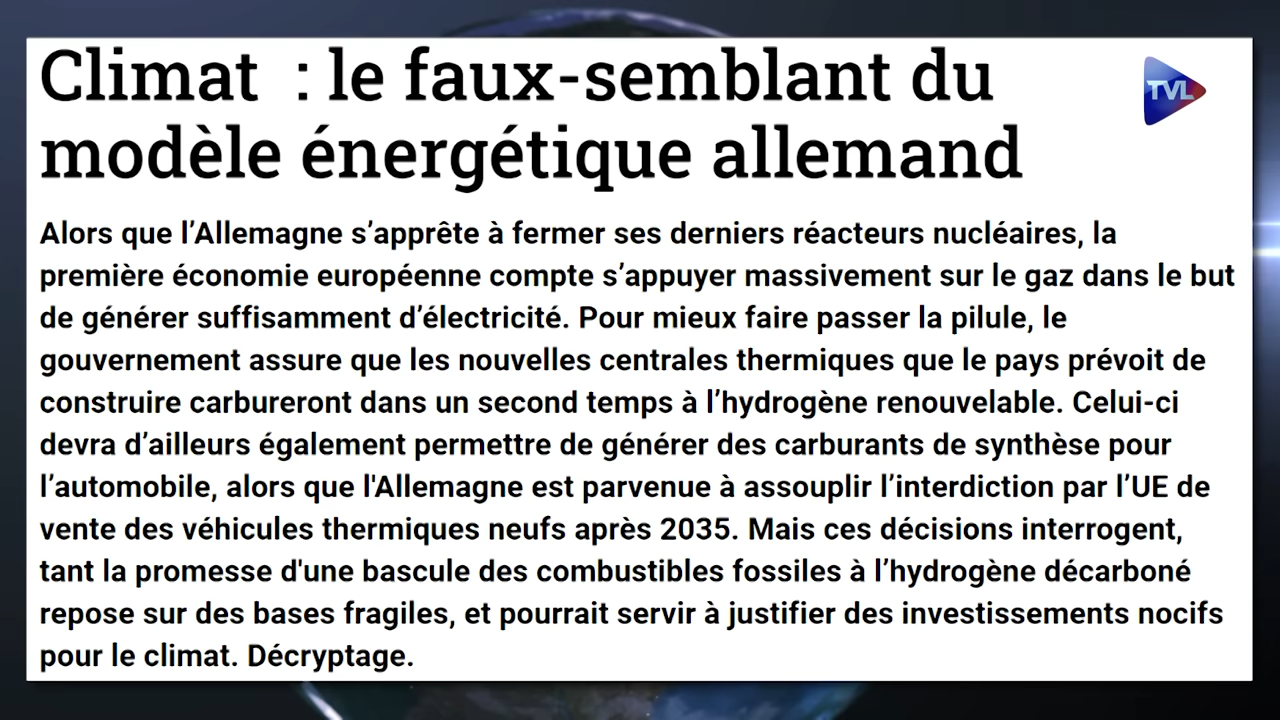 Climat : le faux-semblant du
modèle énergétique allemand
TVL
Alors que l’Allemagne s’apprête à fermer ses derniers réacteurs nucléaires, la
première économie européenne compte s’appuyer massivement sur le gaz dans le but
de générer suffisamment d’électricité. Pour mieux faire passer la pilule, le
gouvernement assure que les nouvelles centrales thermiques que le pays prévoit de
construire carbureront dans un second temps à l’hydrogène renouvelable. Celui-ci
devra d’ailleurs également permettre de générer des carburants de synthèse pour
l’automobile, alors que l'Allemagne est parvenue à assouplir l’interdiction par l’UE de
vente des véhicules thermiques neufs après 2035. Mais ces décisions interrogent,
tant la promesse d'une bascule des combustibles fossiles à l’hydrogène décarboné
repose sur des bases fragiles, et pourrait servir à justifier des investissements nocifs
pour le climat. Décryptage.